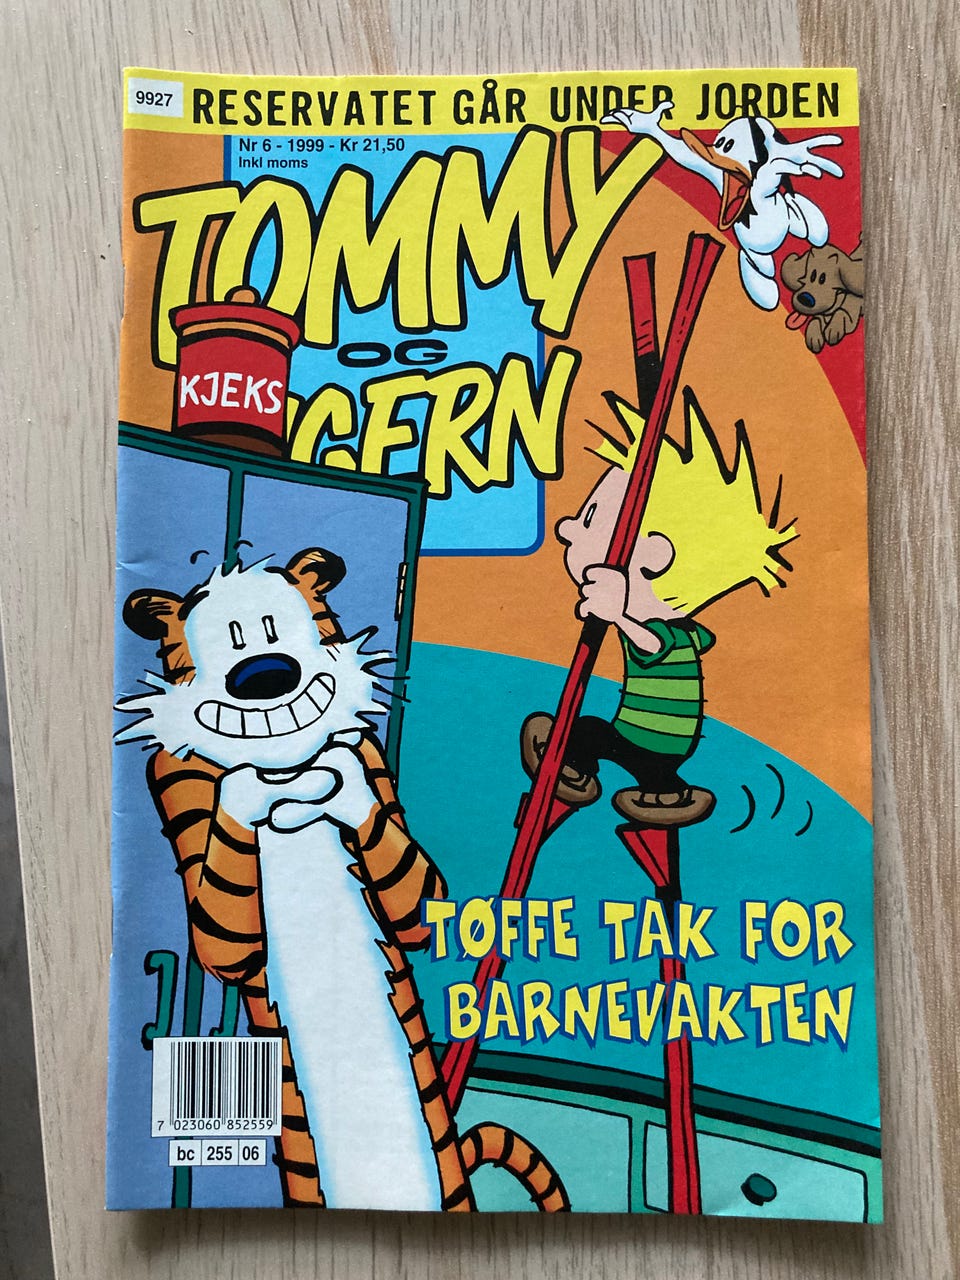 9927
RESERVATET GÅR UNDER JORDEN
Nr 6 - 1999 - Kr 21,50
Inkl moms
TOMMY
OG
IGERN
KJEKS
TØFFE TAK FOR
BARNEVAKTEN
7 023060 852559
bc 255 06